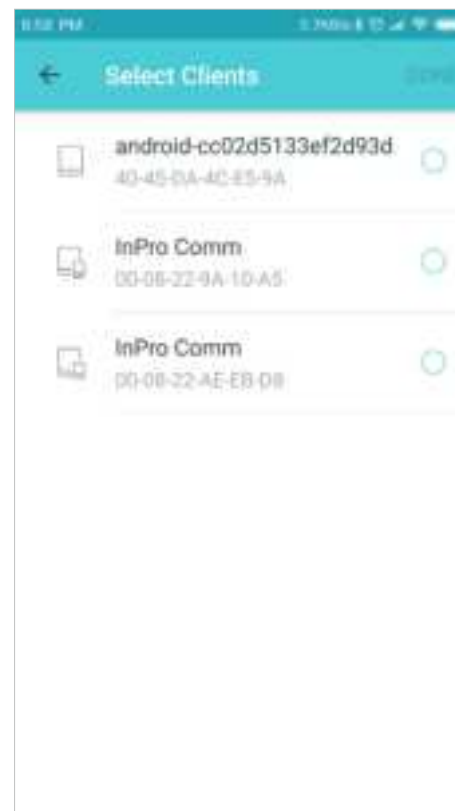 Select Clients
android-cc02d5133ef2d93d
40-45-DA-4C-E5-9A
InPro Comm
00-08-22-9A-10-A5
InPro Comm
00-08-22-AE-EB-D8